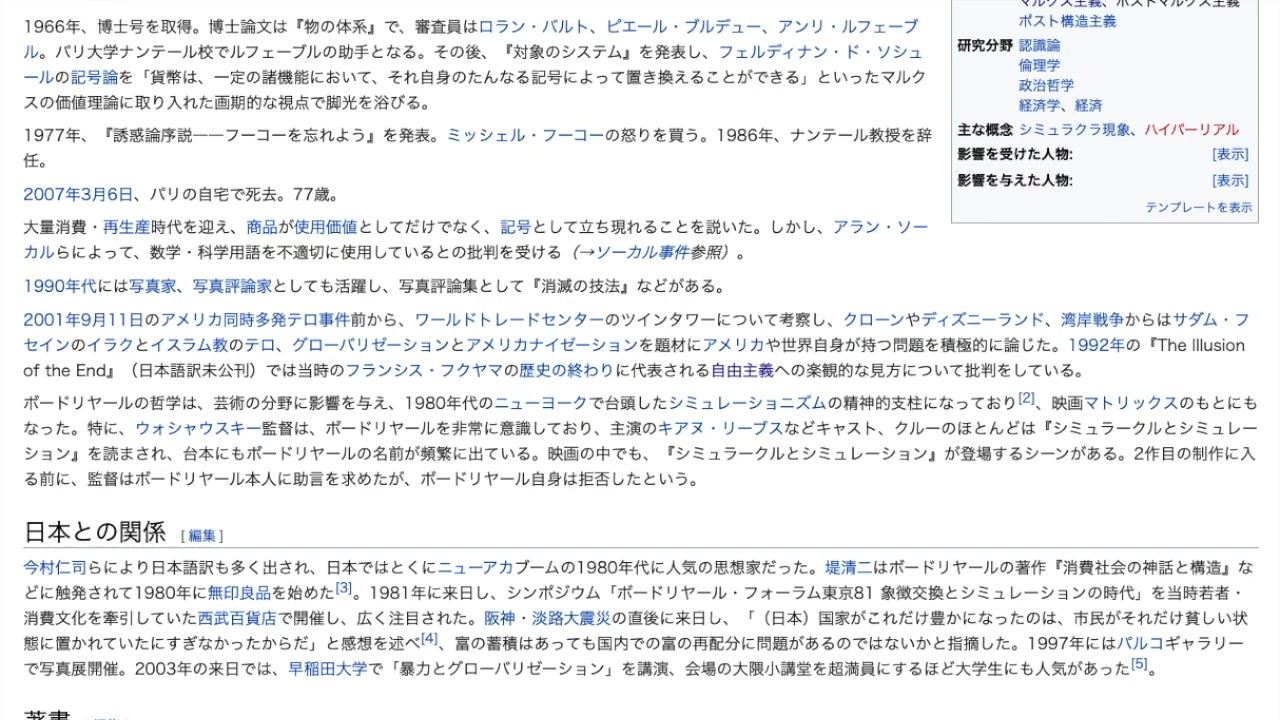 1966年、博士号を取得。博士論文は『物の体系』で、審査員はロラン・バルト、ピエール・ブルデュー、アンリ・ルフェーブ
ル。パリ大学ナンテール校でルフェーブルの助手となる。その後、『対象のシステム』を発表し、フェルディナン・ド・ソシュ
ールの記号論を「貨幣は、一定の諸機能において、それ自身のたんなる記号によって置き換えることができる」といったマルク
スの価値理論に取り入れた画期的な視点で脚光を浴びる。
1977年、『誘惑論序説――フーコーを忘れよう』を発表。ミッシェル・フーコーの怒りを買う。1986年、ナンテール教授を辞
任。
2007年3月6日、パリの自宅で死去。77歳。
大量消費・再生産時代を迎え、商品が使用価値としてだけでなく、記号として立ち現れることを説いた。しかし、アラン・ソー
カルらによって、数学・科学用語を不適切に使用しているとの批判を受ける（→ソーカル事件参照）。
1990年代には写真家、写真評論家としても活躍し、写真評論集として『消滅の技法』などがある。
マルクス主義、ポストマルクス主義
ポスト構造主義
研究分野 認識論
倫理学
政治哲学
経済学、経済
主な概念 シミュラクラ現象、ハイパーリアル
影響を受けた人物: [表示]
影響を与えた人物: [表示]
テンプレートを表示
2001年9月11日のアメリカ同時多発テロ事件前から、ワールドトレードセンターのツインタワーについて考察し、クローンやディズニーランド、湾岸戦争からはサダム・フ
セインのイラクとイスラム教のテロ、グローバリゼーションとアメリカナイゼーションを題材にアメリカや世界自身が持つ問題を積極的に論じた。1992年の『The Illusion
of the End』（日本語訳未公刊）では当時のフランシス・フクヤマの歴史の終わりに代表される自由主義への楽観的な見方について批判をしている。
ボードリヤールの哲学は、芸術の分野に影響を与え、1980年代のニューヨークで台頭したシミュレーショニズムの精神的支柱になっており[2]、映画マトリックスのもとにも
なった。特に、ウォシャウスキー監督は、ボードリヤールを非常に意識しており、主演のキアヌ・リーブスなどキャスト、クルーのほとんどは『シミュラークルとシミュレー
ション』を読まされ、台本にもボードリヤールの名前が頻繁に出ている。映画の中でも、『シミュラークルとシミュレーション』が登場するシーンがある。2作目の制作に入
る前に、監督はボードリヤール本人に助言を求めたが、ボードリヤール自身は拒否したという。
日本との関係 [編集]
今村仁司らにより日本語訳も多く出され、日本ではとくにニューアカブームの1980年代に人気の思想家だった。堤清二はボードリヤールの著作『消費社会の神話と構造』な
どに触発されて1980年に無印良品を始めた[3]。1981年に来日し、シンポジウム「ボードリヤール・フォーラム東京81 象徴交換とシミュレーションの時代」を当時若者・
消費文化を牽引していた西武百貨店で開催し、広く注目された。阪神・淡路大震災の直後に来日し、「（日本）国家がこれだけ豊かになったのは、市民がそれだけ貧しい状
態に置かれていたにすぎなかったからだ」と感想を述べ[4]、富の蓄積はあっても国内での富の再配分に問題があるのではないかと指摘した。1997年にはパルコギャラリー
で写真展開催。2003年の来日では、早稲田大学で「暴力とグローバリゼーション」を講演、会場の大隈小講堂を超満員にするほど大学生にも人気があった[5]。
著書